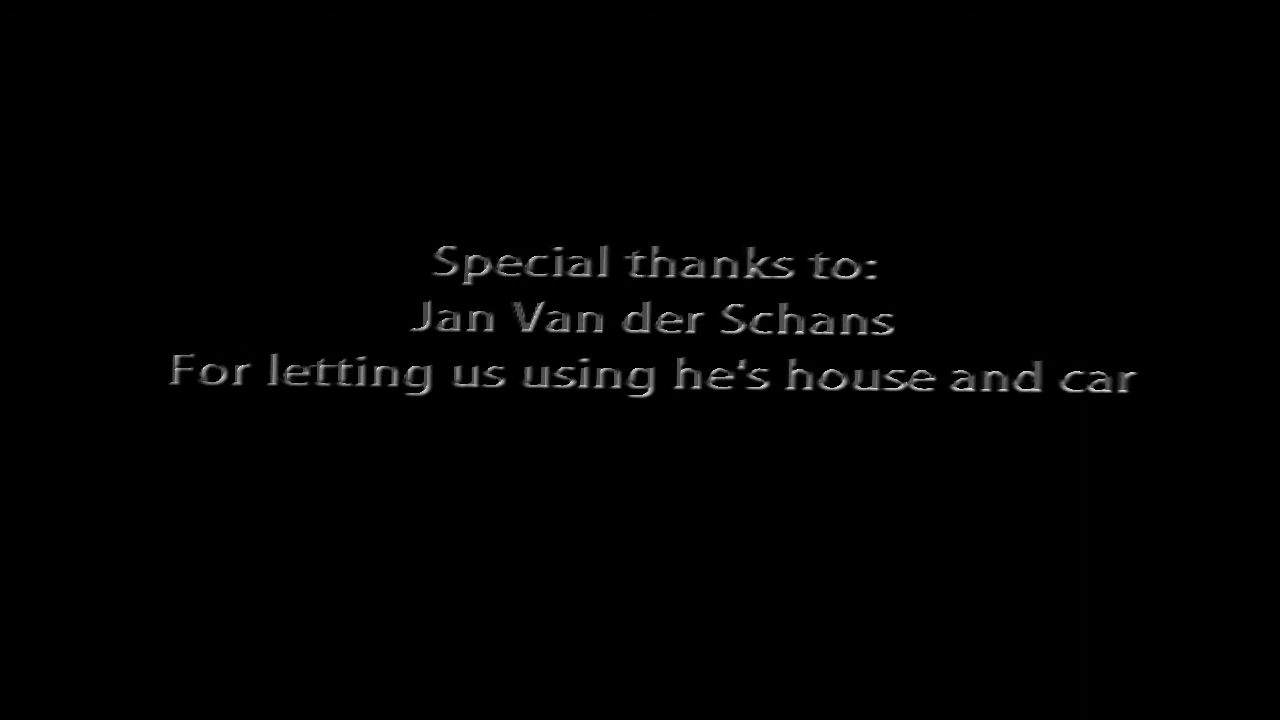 Special thanks to:
Jan Van der Schans
For letting us using he's house and car